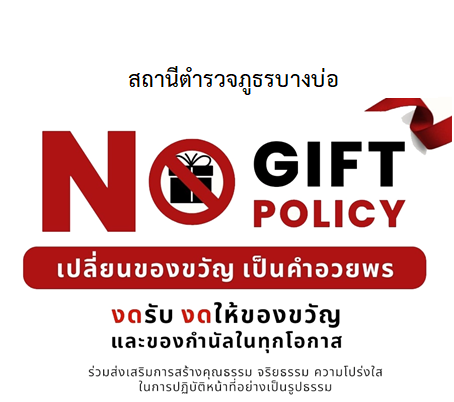 สถานีตำรวจภูธรบางบ่อ
NO GIFT
POLICY
เปลี่ยนของขวัญ เป็นคำอวยพร
งดรับ งดให้ของขวัญ
และของกำนัลในทุกโอกาส
ร่วมส่งเสริมการสร้างคุณธรรม จริยธรรม ความโปร่งใส
ในการปฏิบัติหน้าที่อย่างเป็นรูปธรรม